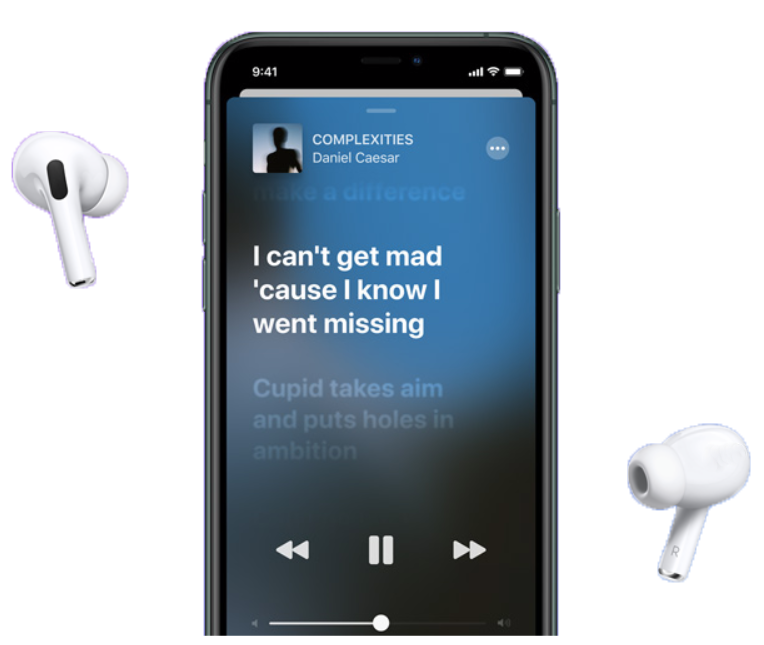 9:41
COMPLEXITIES
Daniel Caesar
make a difference
I can't get mad
'cause I know I
went missing
Cupid takes aim
and puts holes in
ambition
R